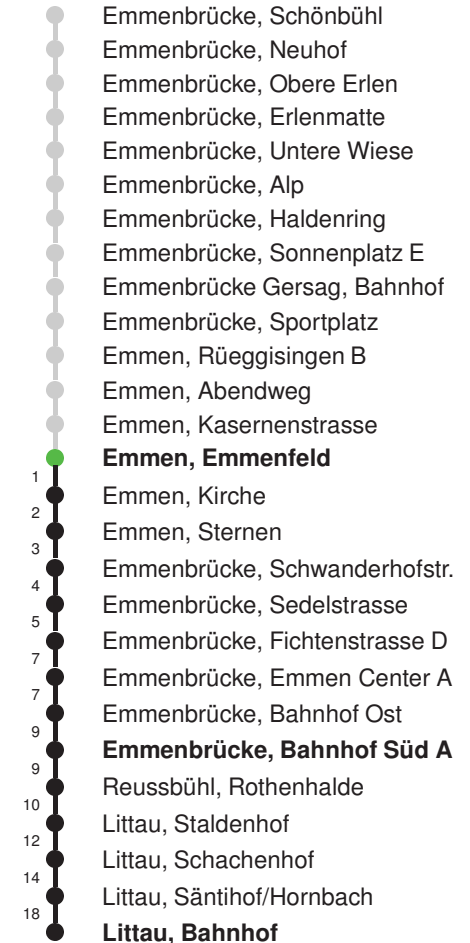 Emmenbrücke, Schönbühl
Emmenbrücke, Neuhof
Emmenbrücke, Obere Erlen
Emmenbrücke, Erlenmatte
Emmenbrücke, Untere Wiese
Emmenbrücke, Alp
Emmenbrücke, Haldenring
Emmenbrücke, Sonnenplatz E
Emmenbrücke Gersag, Bahnhof
Emmenbrücke, Sportplatz
Emmen, Rüeggisingen B
Emmen, Abendweg
Emmen, Kasernenstrasse
Emmen, Emmenfeld
1 Emmen, Kirche
2 Emmen, Sternen
3 Emmenbrücke, Schwanderhofstr.
4 Emmenbrücke, Sedelstrasse
5 Emmenbrücke, Fichtenstrasse D
7 Emmenbrücke, Emmen Center A
7 Emmenbrücke, Bahnhof Ost
9 Emmenbrücke, Bahnhof Süd A
9 Reussbühl, Rothenhalde
10 Littau, Staldenhof
12 Littau, Schachenhof
14 Littau, Säntihof/Hornbach
18 Littau, Bahnhof